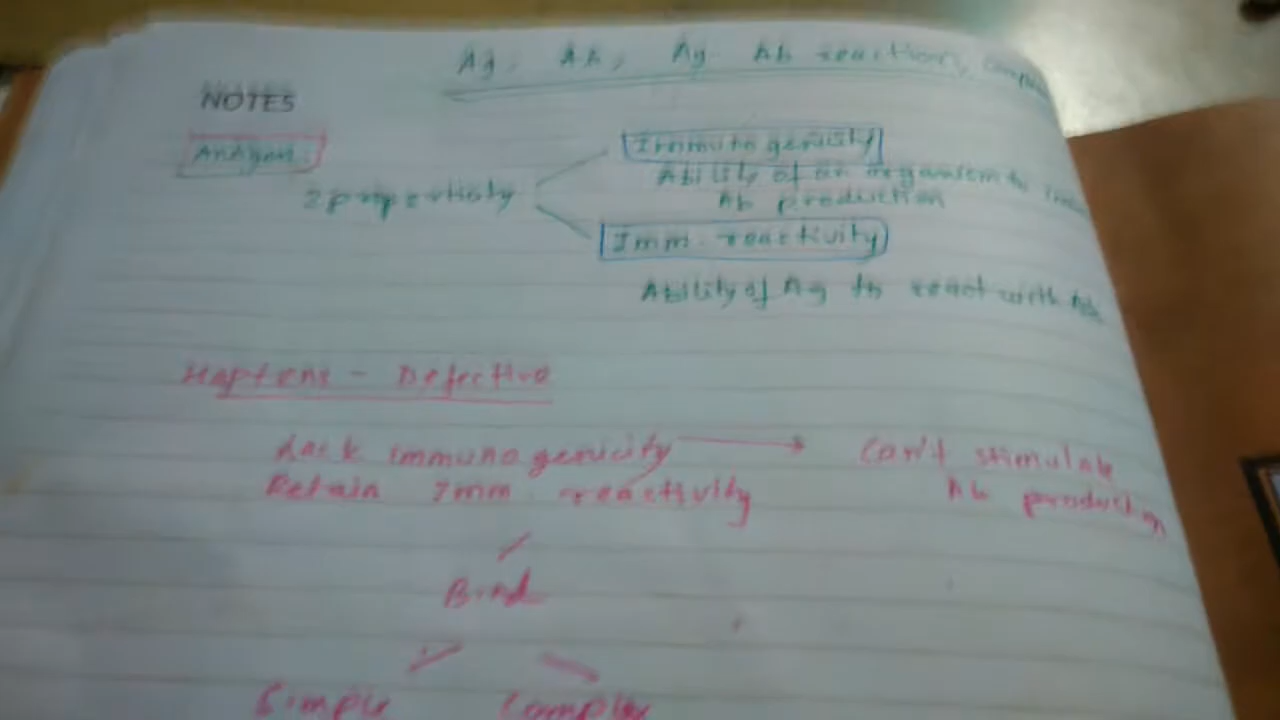 Ag, Ab, Ag Ab reactions,
NOTES
Antigen
Immunogenicity
2 propertisty
Ability of an organism to
Ab production
Imm. reactivity
Ability of Ag to react with Ab
Haptens - Defective
Lack immunogenicity → Can't stimulate
Retain Imm reactivity Ab production
Bind
Simple Complex